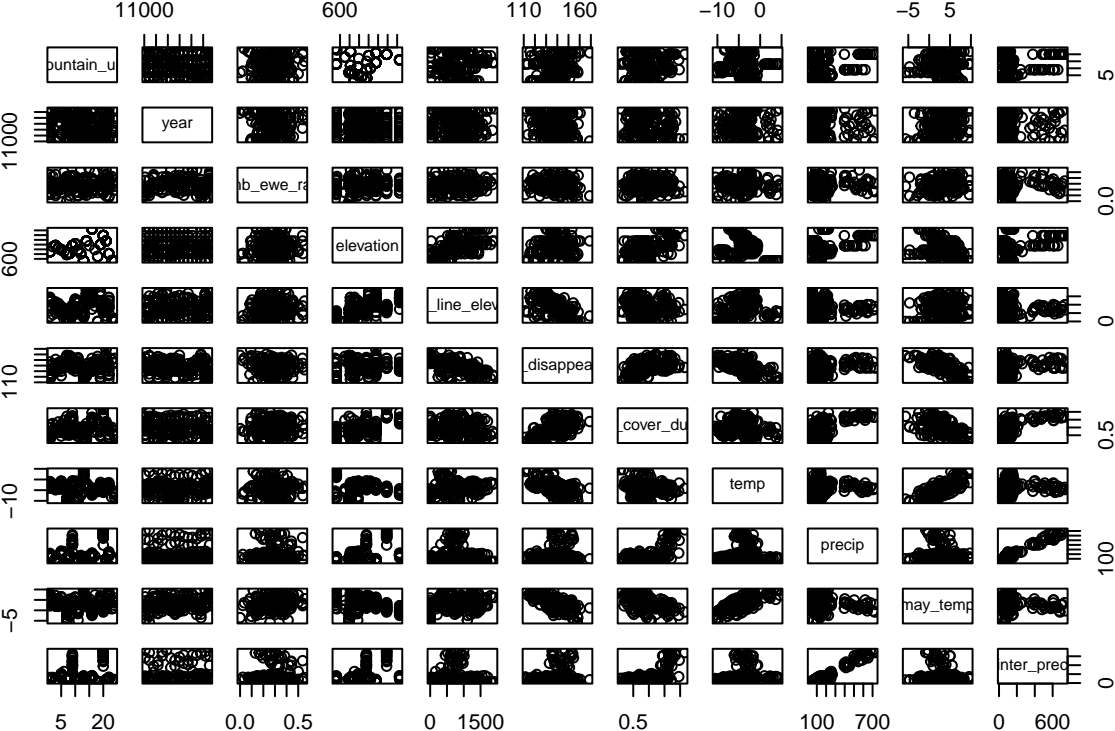 11000 600 110 160 −10 0 −5 5
ountain_u
5
11000
year
nb_ewe_ra
0.0
600
elevation
_line_elev
0
110
_disappea
_cover_du
0.5
−10
temp
precip
100
−5
may_temp
nter_prec
0
5 20 0.0 0.5 0 1500 0.5 100 700 0 600